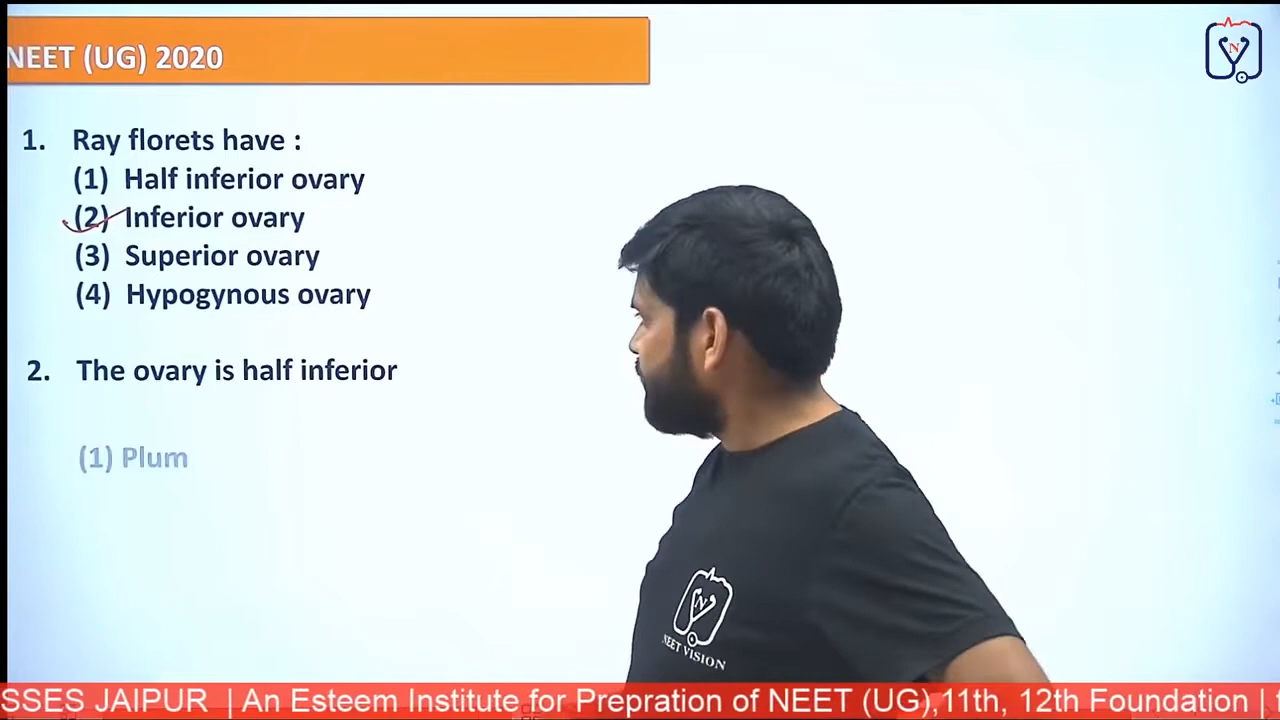 NEET (UG) 2020
N
1. Ray florets have :
(1) Half inferior ovary
(2) Inferior ovary
(3) Superior ovary
(4) Hypogynous ovary
2. The ovary is half inferior
(1) Plum
N
NEET VISION
SSES JAIPUR | An Esteem Institute for Prepration of NEET (UG),11th, 12th Foundation |